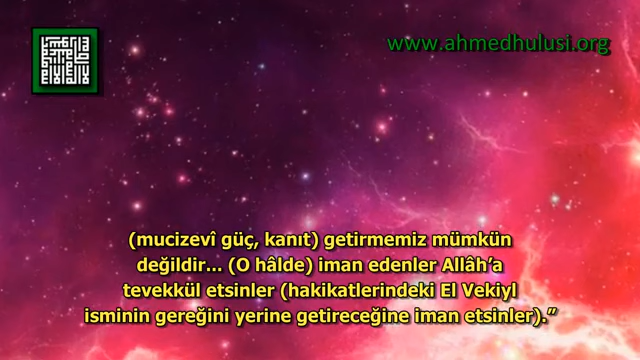 www.ahmedhulusi.org
(mucizevî güç, kanıt) getirmemiz mümkün
değildir... (O hâlde) iman edenler Allâh'a
tevekkül etsinler (hakikatlerindeki El Vekiyl
isminin gereğini yerine getireceğine iman etsinler)."